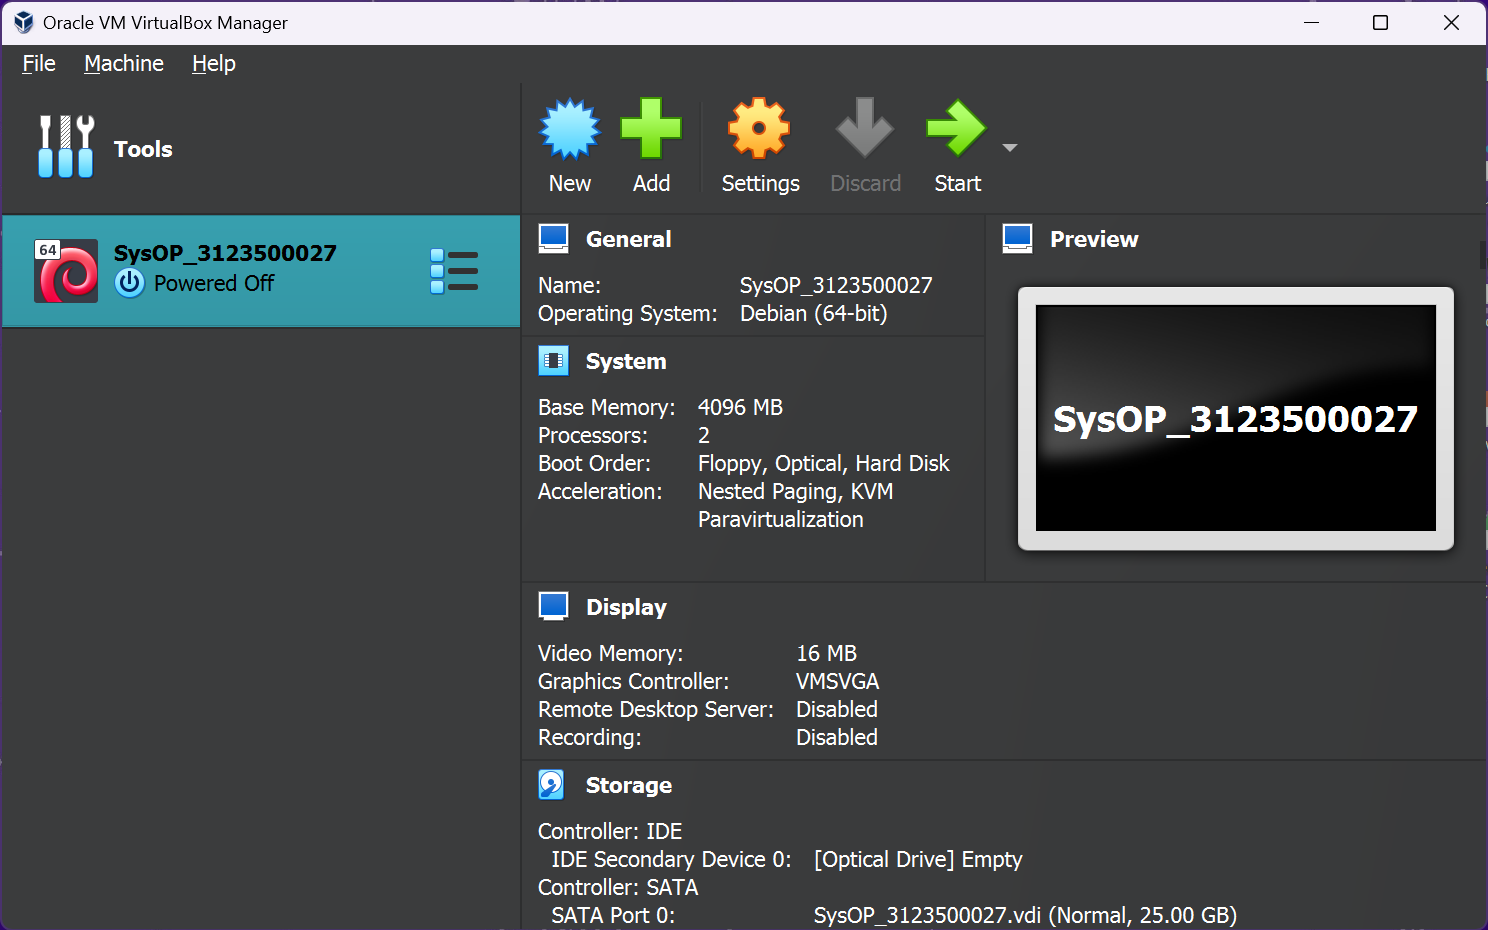 Oracle VM VirtualBox Manager
File Machine Help
Tools
New Add Settings Discard Start
64
SysOP_3123500027
Powered Off
General
Name: SysOP_3123500027
Operating System: Debian (64-bit)
System
Base Memory: 4096 MB
Processors: 2
Boot Order: Floppy, Optical, Hard Disk
Acceleration: Nested Paging, KVM
Paravirtualization
Preview
SysOP_3123500027
Display
Video Memory: 16 MB
Graphics Controller: VMSVGA
Remote Desktop Server: Disabled
Recording: Disabled
Storage
Controller: IDE
IDE Secondary Device 0: [Optical Drive] Empty
Controller: SATA
SATA Port 0: SysOP_3123500027.vdi (Normal, 25.00 GB)